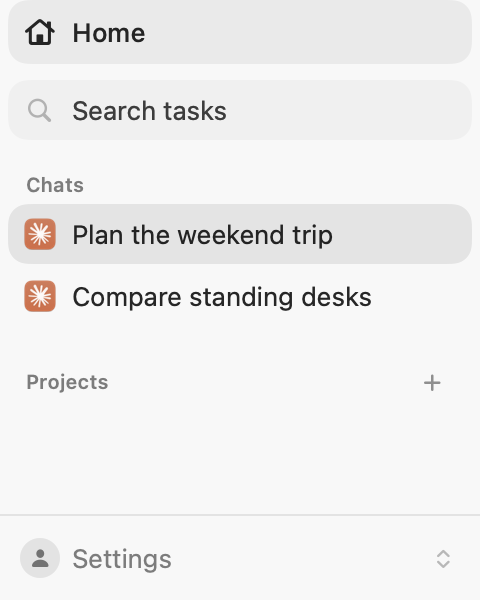 Home
Search tasks
Chats
Plan the weekend trip
Compare standing desks
Projects
Settings